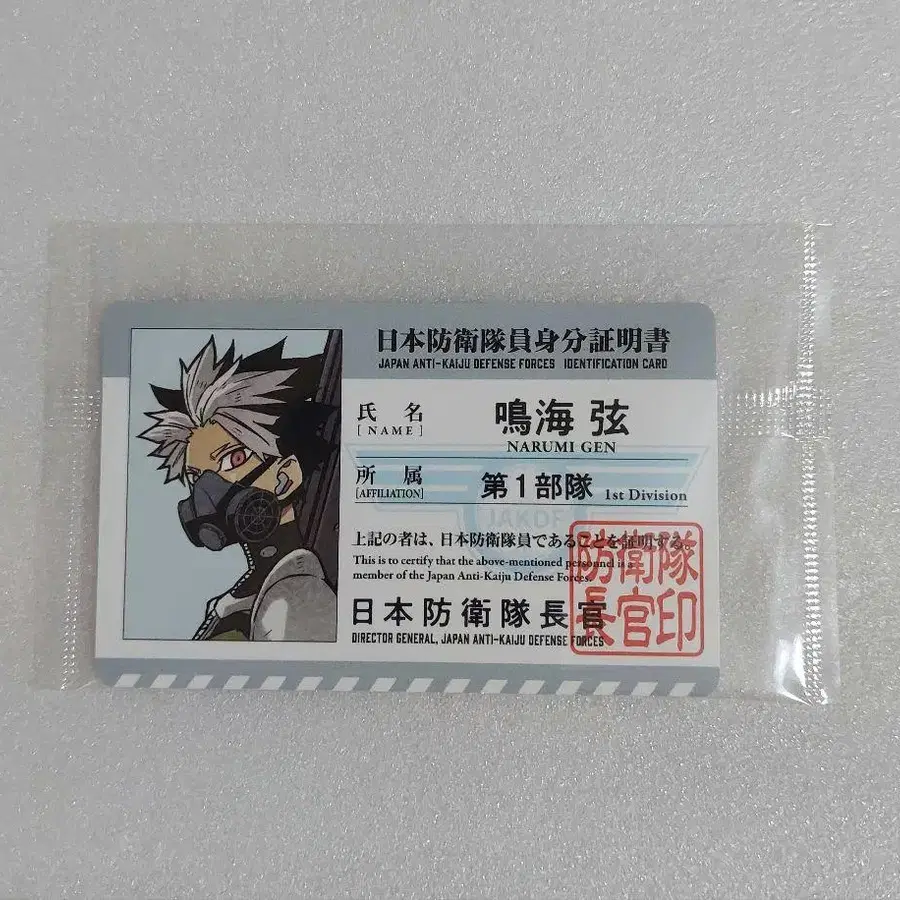 日本防衛隊員身分証明書
JAPAN ANTI-KAIJU DEFENSE FORCES IDENTIFICATION CARD
氏 名
[NAME]
鳴海 弦
NARUMI GEN
所 属
[AFFILIATION]
第1部隊 1st Division
JAKDF
上記の者は、日本防衛隊員であることを証明する。
This is to certify that the above-mentioned personnel is a
member of the Japan Anti-Kaiju Defense Forces.
日本防衛隊長官
DIRECTOR GENERAL, JAPAN ANTI-KAIJU DEFENSE FORCES
防衛隊
長官印